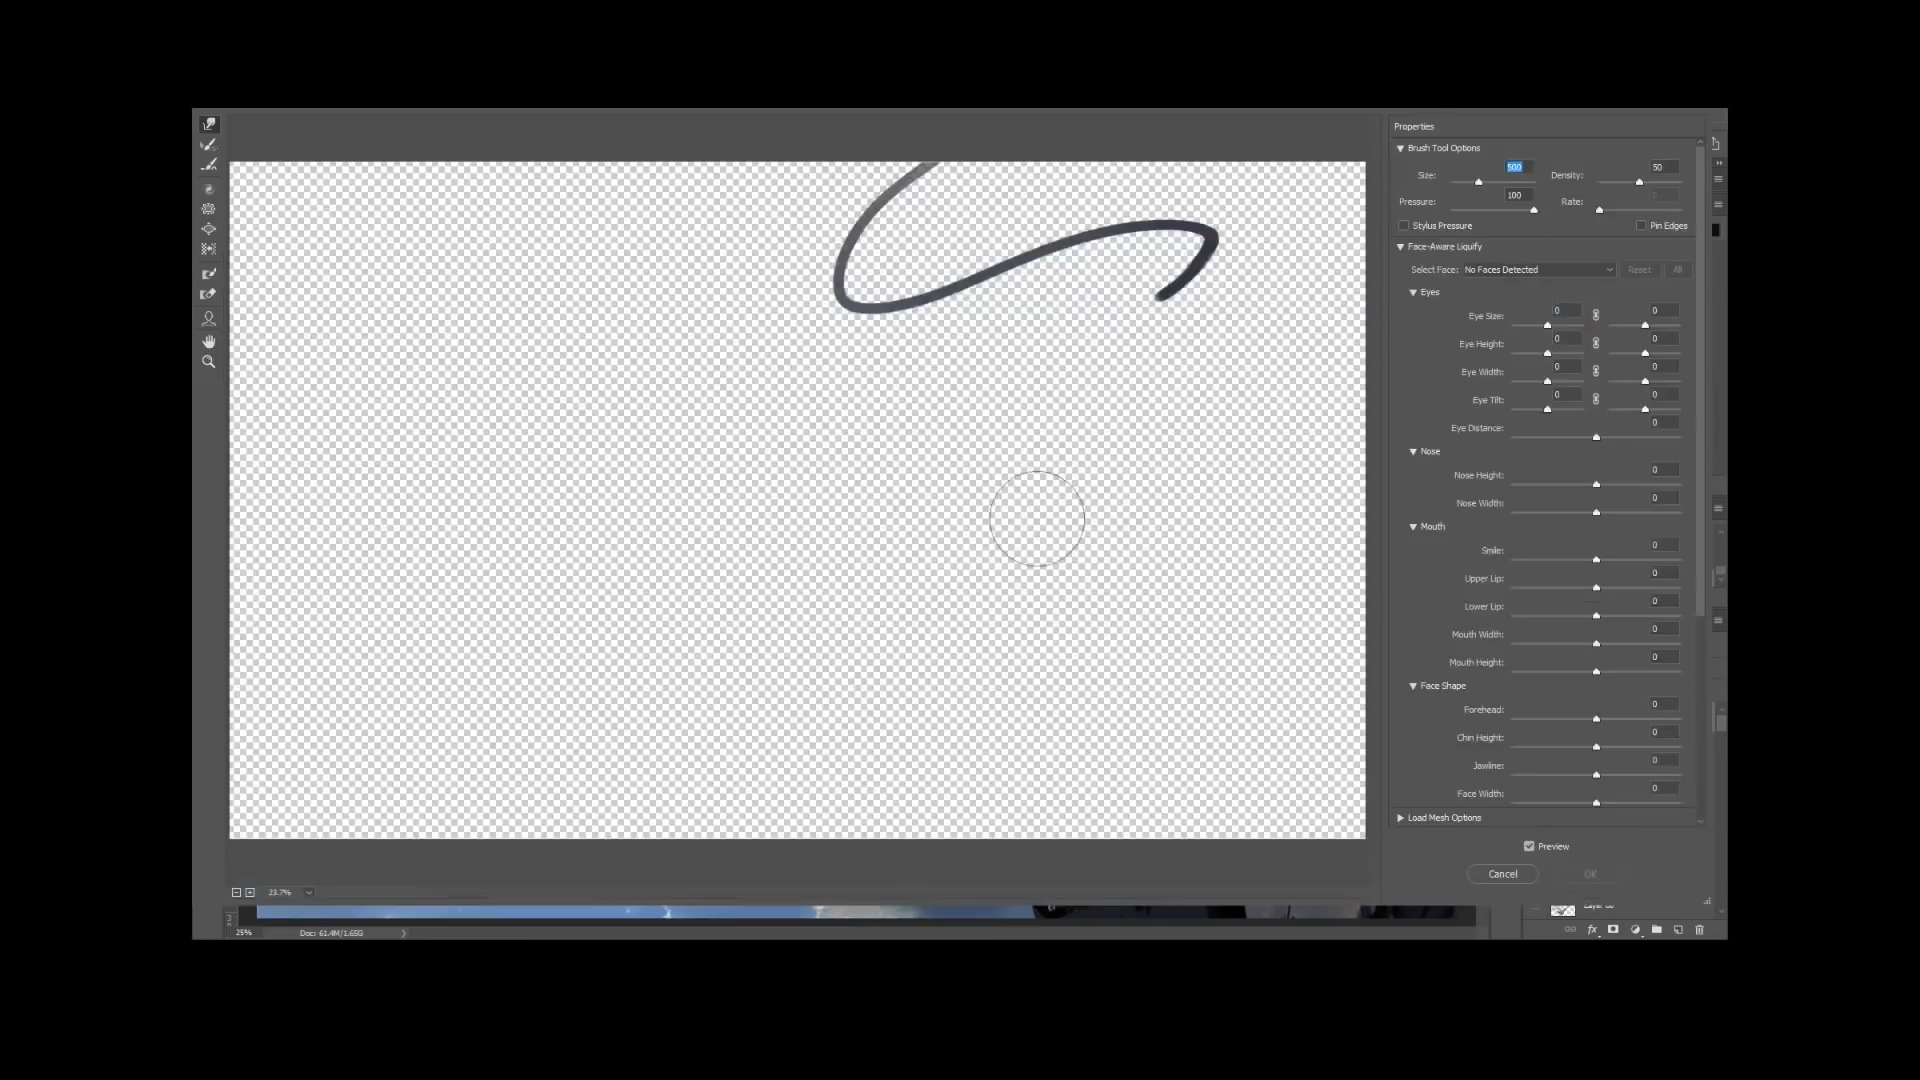 Properties
Brush Tool Options
Size: 500 Density: 50
Pressure: 100 Rate:
Stylus Pressure Pin Edges
Face-Aware Liquify
Select Face: No Faces Detected Reset All
Eyes
Eye Size: 0 0
Eye Height: 0 0
Eye Width: 0 0
Eye Tilt: 0 0
Eye Distance: 0
Nose
Nose Height: 0
Nose Width: 0
Mouth
Smile: 0
Upper Lip: 0
Lower Lip: 0
Mouth Width: 0
Mouth Height: 0
Face Shape
Forehead: 0
Chin Height: 0
Jawline: 0
Face Width: 0
Load Mesh Options
Preview
Cancel OK
23.7%
3
25% Doc: 61.4M/1.65G
fx